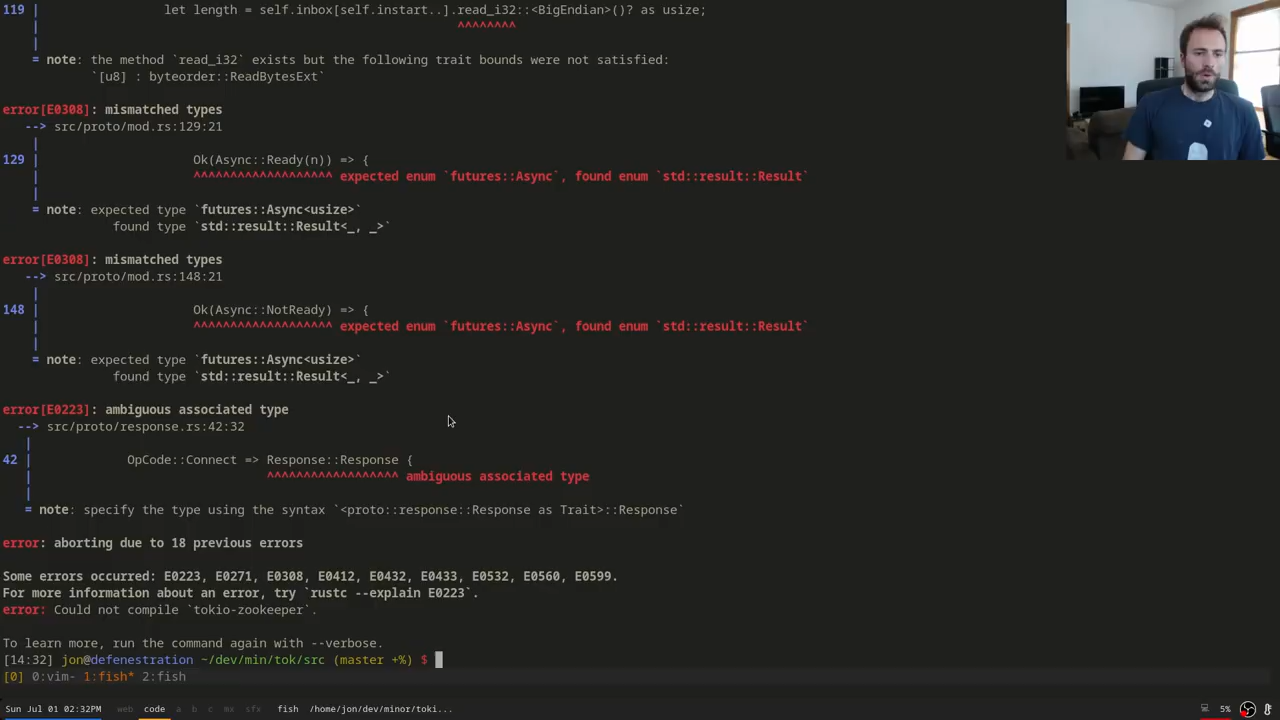 119 |                     let length = self.inbox[self.instart..].read_i32::<BigEndian>()? as usize;
    |                                                             ^^^^^^^^
    |
    = note: the method `read_i32` exists but the following trait bounds were not satisfied:
            `[u8] : byteorder::ReadBytesExt`
error[E0308]: mismatched types
   --> src/proto/mod.rs:129:21
    |
129 |                     Ok(Async::Ready(n)) => {
    |                     ^^^^^^^^^^^^^^^^^^^ expected enum `futures::Async`, found enum `std::result::Result`
    |
    = note: expected type `futures::Async<usize>`
               found type `std::result::Result<_, _>`
error[E0308]: mismatched types
   --> src/proto/mod.rs:148:21
    |
148 |                     Ok(Async::NotReady) => {
    |                     ^^^^^^^^^^^^^^^^^^^ expected enum `futures::Async`, found enum `std::result::Result`
    |
    = note: expected type `futures::Async<usize>`
               found type `std::result::Result<_, _>`
error[E0223]: ambiguous associated type
  --> src/proto/response.rs:42:32
   |
42 |             OpCode::Connect => Response::Response {
   |                                ^^^^^^^^^^^^^^^^^^ ambiguous associated type
   |
   = note: specify the type using the syntax `<proto::response::Response as Trait>::Response`
error: aborting due to 18 previous errors
Some errors occurred: E0223, E0271, E0308, E0412, E0432, E0433, E0532, E0560, E0599.
For more information about an error, try `rustc --explain E0223`.
error: Could not compile `tokio-zookeeper`.
To learn more, run the command again with --verbose.
[14:32] jon@defenestration ~/dev/min/tok/src (master +%) $
[0] 0:vim- 1:fish* 2:fish
Sun Jul 01 02:32PM web code a b c mx sfx fish /home/jon/dev/minor/toki... 5%